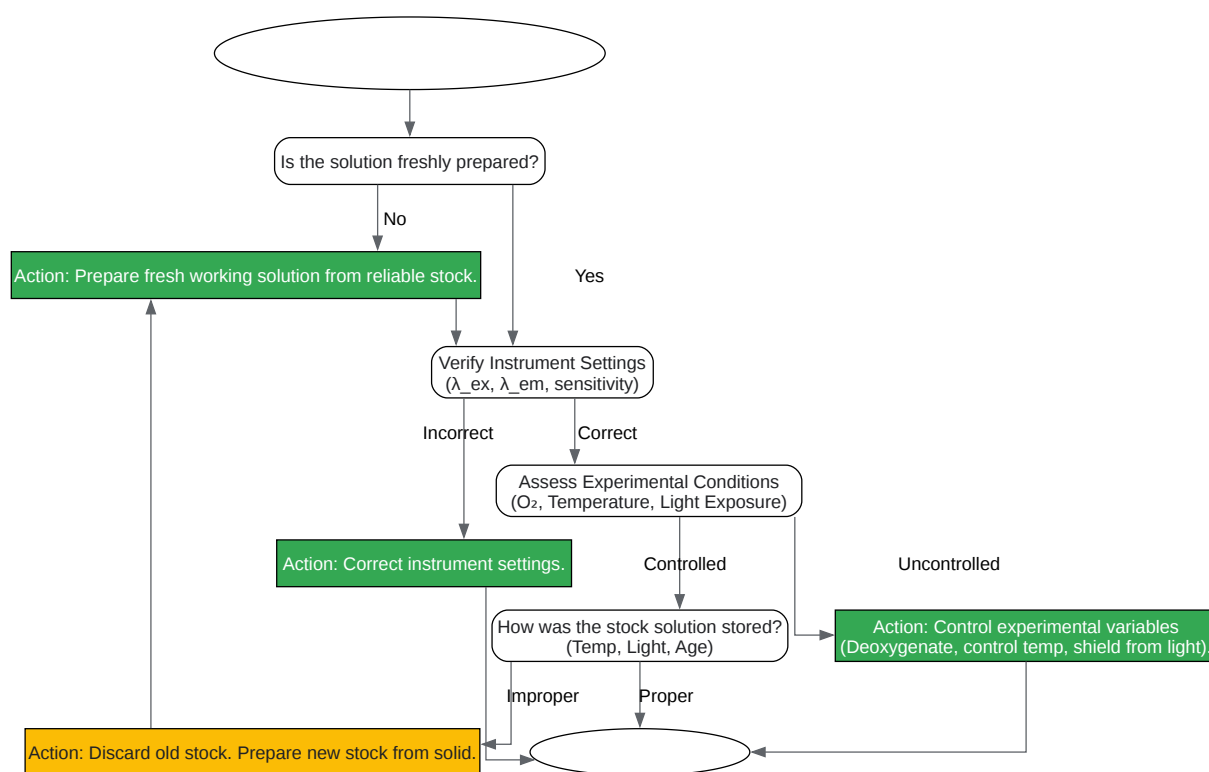 Is the solution freshly prepared?
No
Action: Prepare fresh working solution from reliable stock.
Yes
Verify Instrument Settings
(λ_ex, λ_em, sensitivity)
Incorrect
Correct
Assess Experimental Conditions
(O₂, Temperature, Light Exposure)
Action: Correct instrument settings.
Controlled
Uncontrolled
How was the stock solution stored?
(Temp, Light, Age)
Action: Control experimental variables
(Deoxygenate, control temp, shield from light).
Improper
Proper
Action: Discard old stock. Prepare new stock from solid.